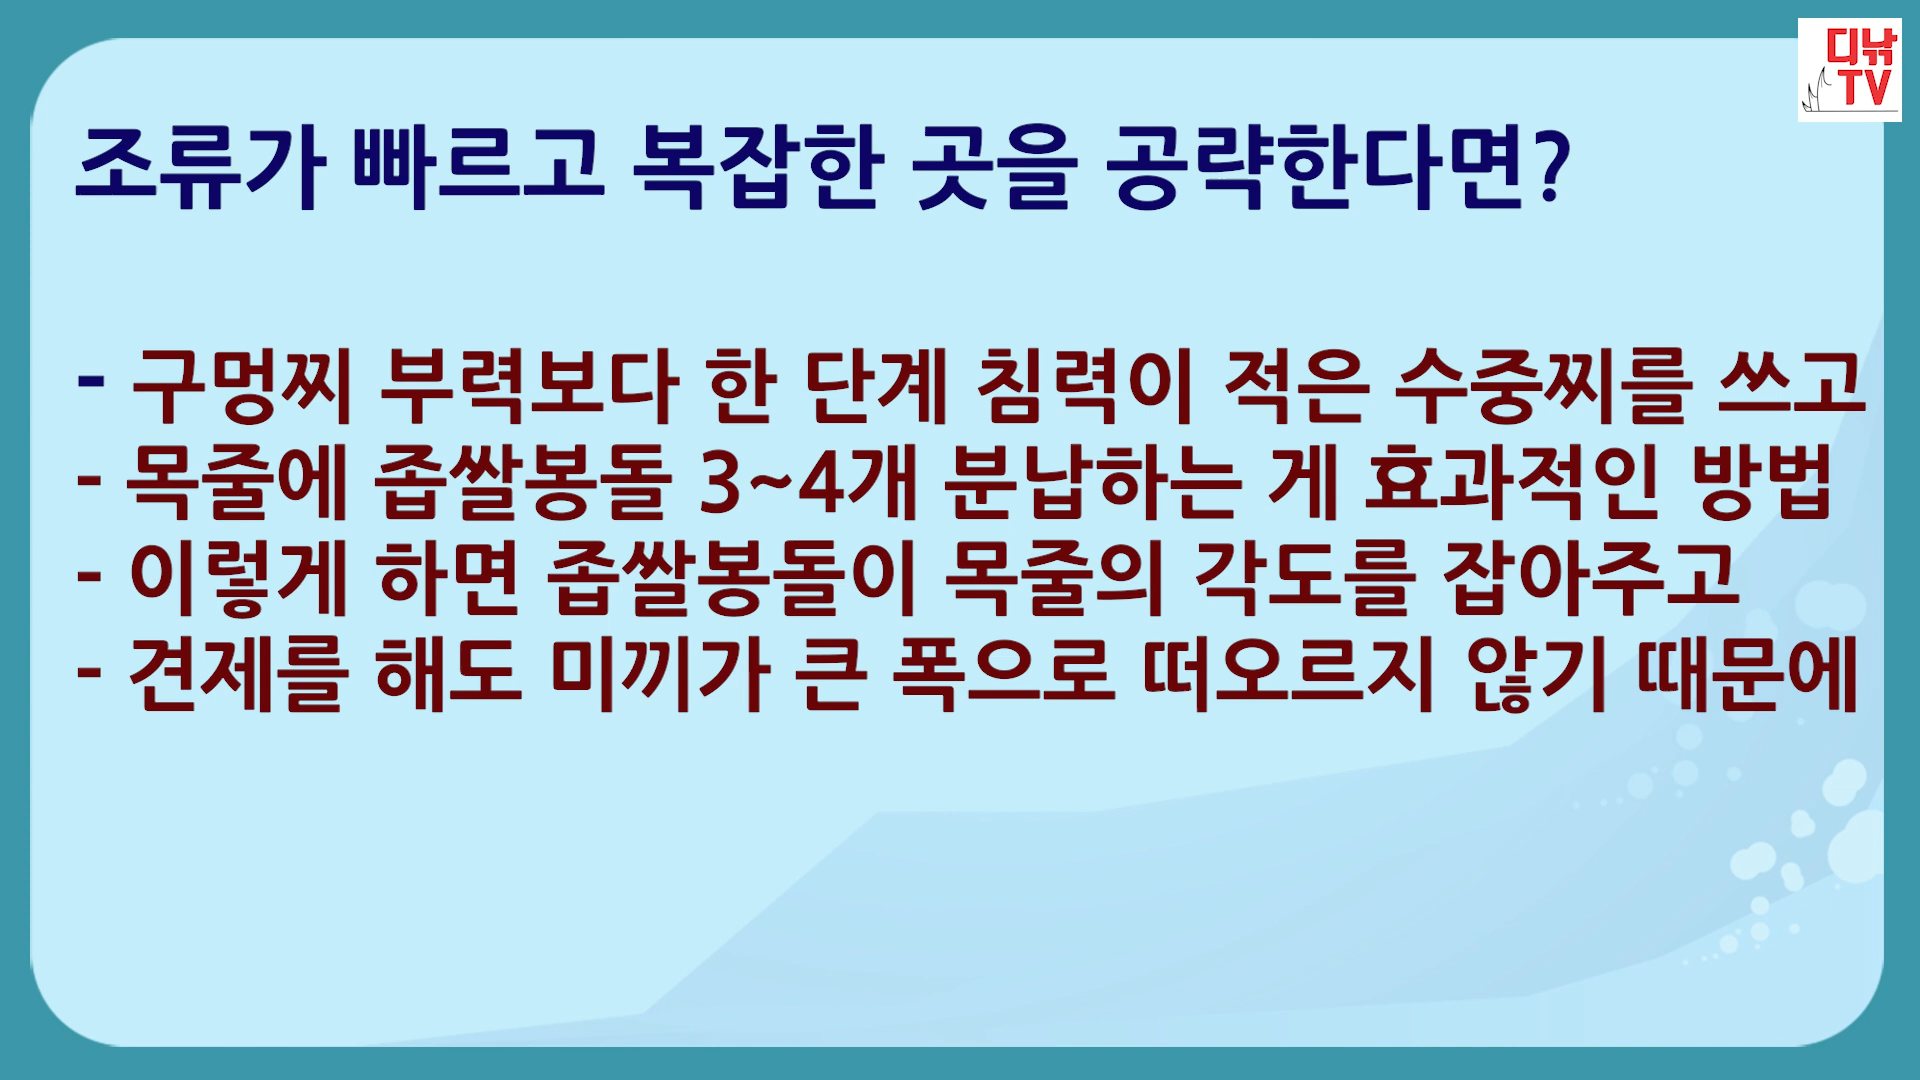 디낚
TV
조류가 빠르고 복잡한 곳을 공략한다면?
- 구멍찌 부력보다 한 단계 침력이 적은 수중찌를 쓰고
- 목줄에 좁쌀봉돌 3~4개 분납하는 게 효과적인 방법
- 이렇게 하면 좁쌀봉돌이 목줄의 각도를 잡아주고
- 견제를 해도 미끼가 큰 폭으로 떠오르지 않기 때문에